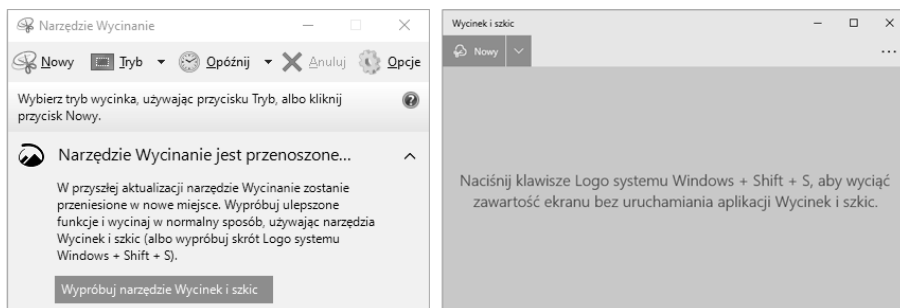 Narzędzie Wycinanie
Nowy Tryb Opóźnij Anuluj Opcje
Wybierz tryb wycinka, używając przycisku Tryb, albo kliknij
przycisk Nowy.
Narzędzie Wycinanie jest przenoszone...
W przyszłej aktualizacji narzędzie Wycinanie zostanie
przeniesione w nowe miejsce. Wypróbuj ulepszone
funkcje i wycinaj w normalny sposób, używając narzędzia
Wycinek i szkic (albo wypróbuj skrót Logo systemu
Windows + Shift + S).
Wypróbuj narzędzie Wycinek i szkic
Wycinek i szkic
Nowy
Naciśnij klawisze Logo systemu Windows + Shift + S, aby wyciąć
zawartość ekranu bez uruchamiania aplikacji Wycinek i szkic.